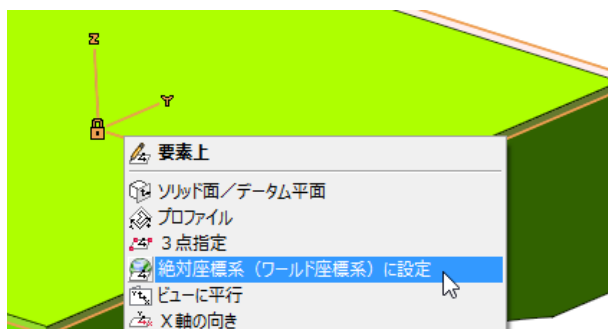 Z
Y
要素上
ソリッド面／データム平面
プロファイル
３点指定
絶対座標系（ワールド座標系）に設定
ビューに平行
X軸の向き